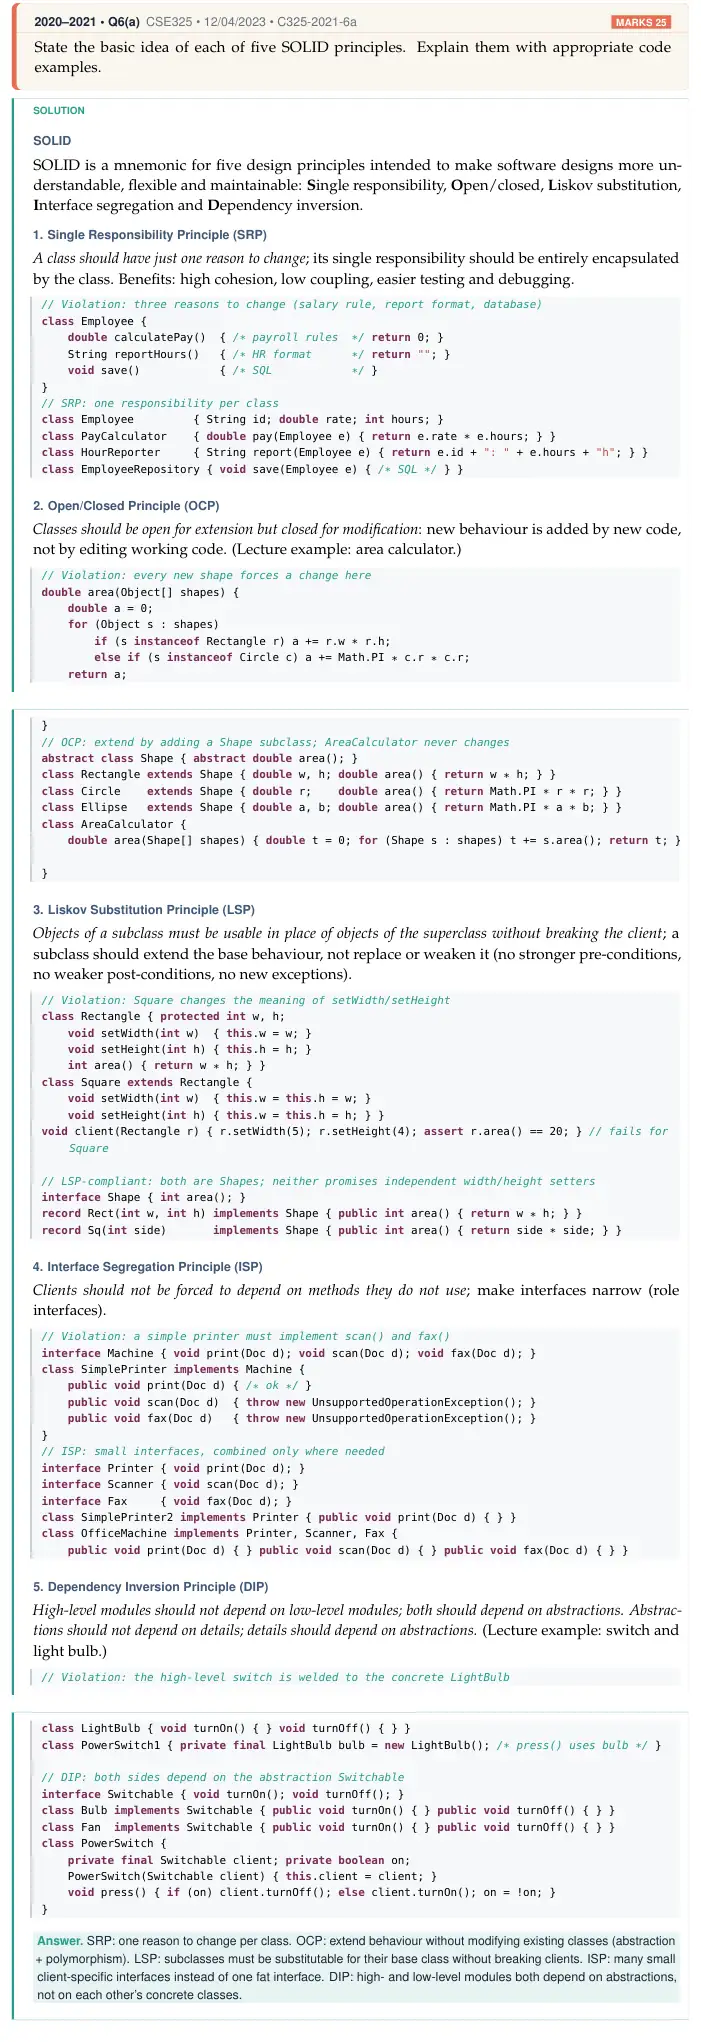 2020–2021 • Q6(a) CSE325 • 12/04/2023 • C325-2021-6a MARKS 25
State the basic idea of each of five SOLID principles. Explain them with appropriate code
examples.
SOLUTION
SOLID
SOLID is a mnemonic for five design principles intended to make software designs more un-
derstandable, flexible and maintainable: Single responsibility, Open/closed, Liskov substitution,
Interface segregation and Dependency inversion.
1. Single Responsibility Principle (SRP)
A class should have just one reason to change; its single responsibility should be entirely encapsulated
by the class. Benefits: high cohesion, low coupling, easier testing and debugging.
// Violation: three reasons to change (salary rule, report format, database)
class Employee {
    double calculatePay()  { /* payroll rules  */ return 0; }
    String reportHours()   { /* HR format      */ return ""; }
    void save()            { /* SQL            */ }
}
// SRP: one responsibility per class
class Employee         { String id; double rate; int hours; }
class PayCalculator    { double pay(Employee e) { return e.rate * e.hours; } }
class HourReporter     { String report(Employee e) { return e.id + ": " + e.hours + "h"; } }
class EmployeeRepository { void save(Employee e) { /* SQL */ } }
2. Open/Closed Principle (OCP)
Classes should be open for extension but closed for modification: new behaviour is added by new code,
not by editing working code. (Lecture example: area calculator.)
// Violation: every new shape forces a change here
double area(Object[] shapes) {
    double a = 0;
    for (Object s : shapes)
        if (s instanceof Rectangle r) a += r.w * r.h;
        else if (s instanceof Circle c) a += Math.PI * c.r * c.r;
    return a;
}
// OCP: extend by adding a Shape subclass; AreaCalculator never changes
abstract class Shape { abstract double area(); }
class Rectangle extends Shape { double w, h; double area() { return w * h; } }
class Circle    extends Shape { double r;    double area() { return Math.PI * r * r; } }
class Ellipse   extends Shape { double a, b; double area() { return Math.PI * a * b; } }
class AreaCalculator {
    double area(Shape[] shapes) { double t = 0; for (Shape s : shapes) t += s.area(); return t; }
}
3. Liskov Substitution Principle (LSP)
Objects of a subclass must be usable in place of objects of the superclass without breaking the client; a
subclass should extend the base behaviour, not replace or weaken it (no stronger pre-conditions,
no weaker post-conditions, no new exceptions).
// Violation: Square changes the meaning of setWidth/setHeight
class Rectangle { protected int w, h;
    void setWidth(int w)  { this.w = w; }
    void setHeight(int h) { this.h = h; }
    int area() { return w * h; } }
class Square extends Rectangle {
    void setWidth(int w)  { this.w = this.h = w; }
    void setHeight(int h) { this.w = this.h = h; } }
void client(Rectangle r) { r.setWidth(5); r.setHeight(4); assert r.area() == 20; } // fails for
    Square
// LSP-compliant: both are Shapes; neither promises independent width/height setters
interface Shape { int area(); }
record Rect(int w, int h) implements Shape { public int area() { return w * h; } }
record Sq(int side)       implements Shape { public int area() { return side * side; } }
4. Interface Segregation Principle (ISP)
Clients should not be forced to depend on methods they do not use; make interfaces narrow (role
interfaces).
// Violation: a simple printer must implement scan() and fax()
interface Machine { void print(Doc d); void scan(Doc d); void fax(Doc d); }
class SimplePrinter implements Machine {
    public void print(Doc d) { /* ok */ }
    public void scan(Doc d)  { throw new UnsupportedOperationException(); }
    public void fax(Doc d)   { throw new UnsupportedOperationException(); }
}
// ISP: small interfaces, combined only where needed
interface Printer { void print(Doc d); }
interface Scanner { void scan(Doc d); }
interface Fax     { void fax(Doc d); }
class SimplePrinter2 implements Printer { public void print(Doc d) { } }
class OfficeMachine implements Printer, Scanner, Fax {
    public void print(Doc d) { } public void scan(Doc d) { } public void fax(Doc d) { } }
5. Dependency Inversion Principle (DIP)
High-level modules should not depend on low-level modules; both should depend on abstractions. Abstrac-
tions should not depend on details; details should depend on abstractions. (Lecture example: switch and
light bulb.)
// Violation: the high-level switch is welded to the concrete LightBulb
class LightBulb { void turnOn() { } void turnOff() { } }
class PowerSwitch1 { private final LightBulb bulb = new LightBulb(); /* press() uses bulb */ }
// DIP: both sides depend on the abstraction Switchable
interface Switchable { void turnOn(); void turnOff(); }
class Bulb implements Switchable { public void turnOn() { } public void turnOff() { } }
class Fan  implements Switchable { public void turnOn() { } public void turnOff() { } }
class PowerSwitch {
    private final Switchable client; private boolean on;
    PowerSwitch(Switchable client) { this.client = client; }
    void press() { if (on) client.turnOff(); else client.turnOn(); on = !on; }
}
Answer. SRP: one reason to change per class. OCP: extend behaviour without modifying existing classes (abstraction
+ polymorphism). LSP: subclasses must be substitutable for their base class without breaking clients. ISP: many small
client-specific interfaces instead of one fat interface. DIP: high- and low-level modules both depend on abstractions,
not on each other's concrete classes.